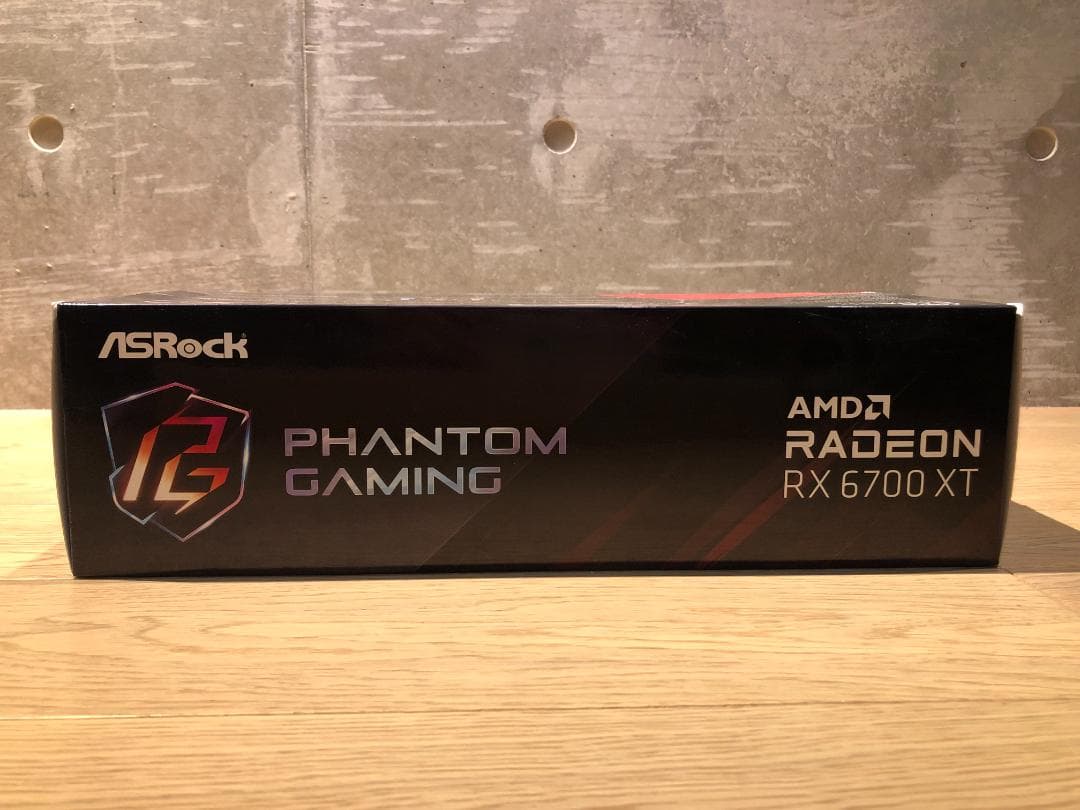 ASRock
PHANTOM
GAMING
AMD
RADEON
RX 6700 XT